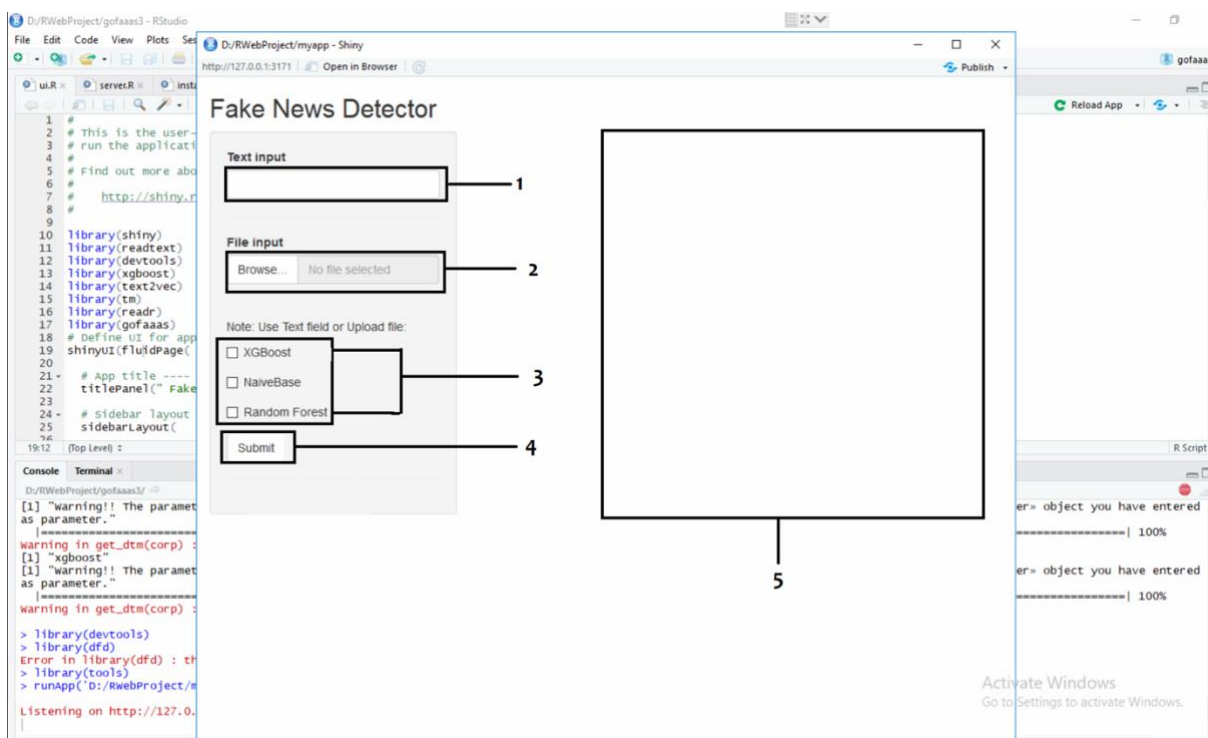 D:/RWebProject/gofaaas3 - RStudio
File Edit Code View Plots Ses
gofaaa
ui.R × server.R × insta
Reload App
1 #
2 # This is the user-
3 # run the applicati
4 #
5 # Find out more abo
6 #
7 # http://shiny.r
8 #
9
10 library(shiny)
11 library(readtext)
12 library(devtools)
13 library(xgboost)
14 library(text2vec)
15 library(tm)
16 library(readr)
17 library(gofaaas)
18 # Define UI for app
19 shinyUI(fluidPage(
20
21 # App title ----
22 titlePanel(" Fake
23
24 # Sidebar layout
25 sidebarLayout(
26
19:12 (Top Level) R Script
Console Terminal ×
D:/RWebProject/gofaaas3/
[1] "Warning!! The paramet er» object you have entered
as parameter."
|==================| 100%
Warning in get_dtm(corp) :
[1] "xgboost"
[1] "Warning!! The paramet er» object you have entered
as parameter."
|==================| 100%
Warning in get_dtm(corp) :
> library(devtools)
> library(dfd)
Error in library(dfd) : th
> library(tools)
> runApp('D:/RWebProject/m
Listening on http://127.0.
D:/RWebProject/myapp - Shiny
http://127.0.0.1:3171 Open in Browser Publish
Fake News Detector
Text input
1
File input
Browse... No file selected
2
Note: Use Text field or Upload file:
XGBoost
NaiveBase
Random Forest
3
Submit
4
5
Activate Windows
Go to Settings to activate Windows.